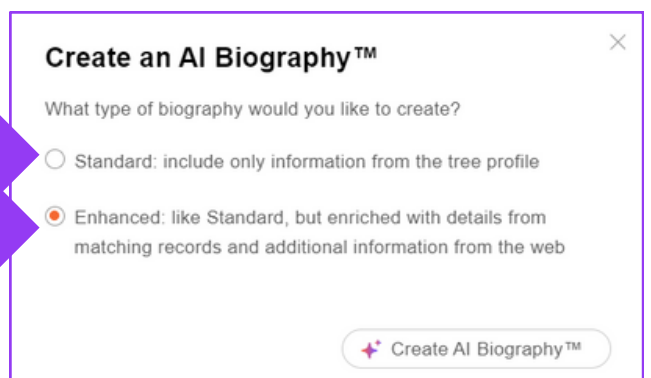 Create an AI Biography™
What type of biography would you like to create?
Standard: include only information from the tree profile
Enhanced: like Standard, but enriched with details from
matching records and additional information from the web
Create AI Biography™